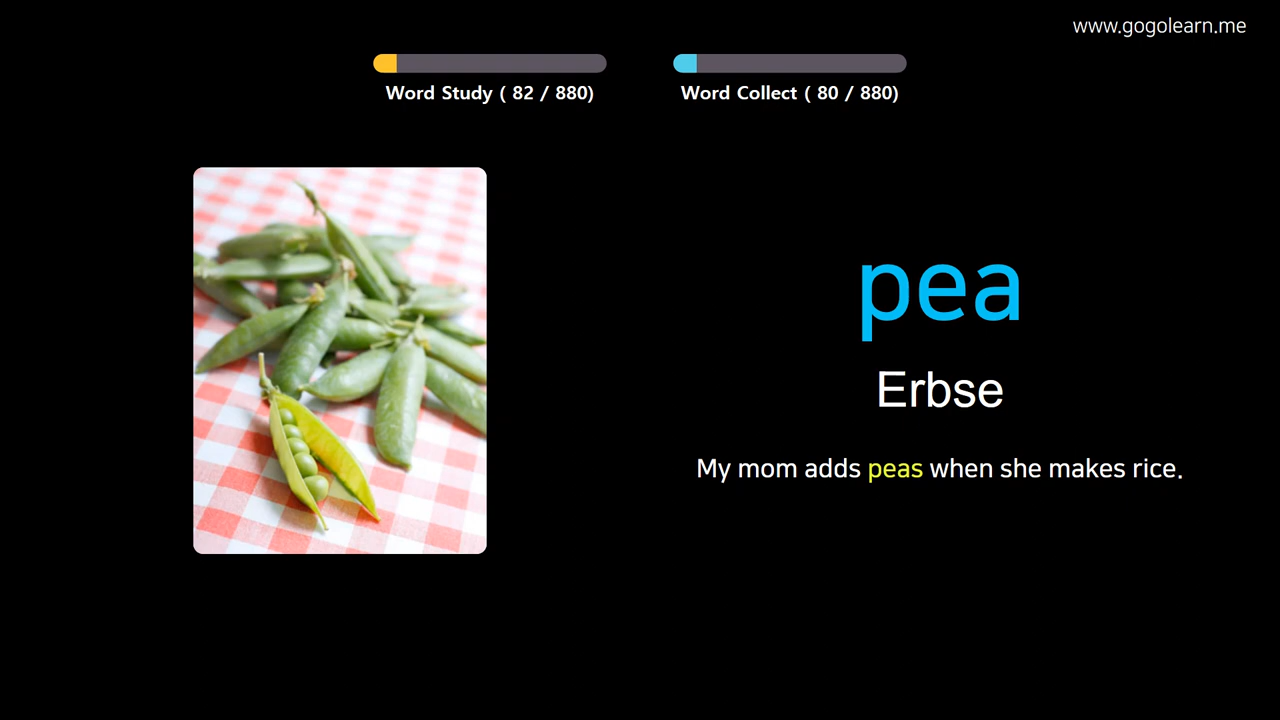 www.gogolearn.me
Word Study ( 82 / 880)
Word Collect ( 80 / 880)
pea
Erbse
My mom adds peas when she makes rice.